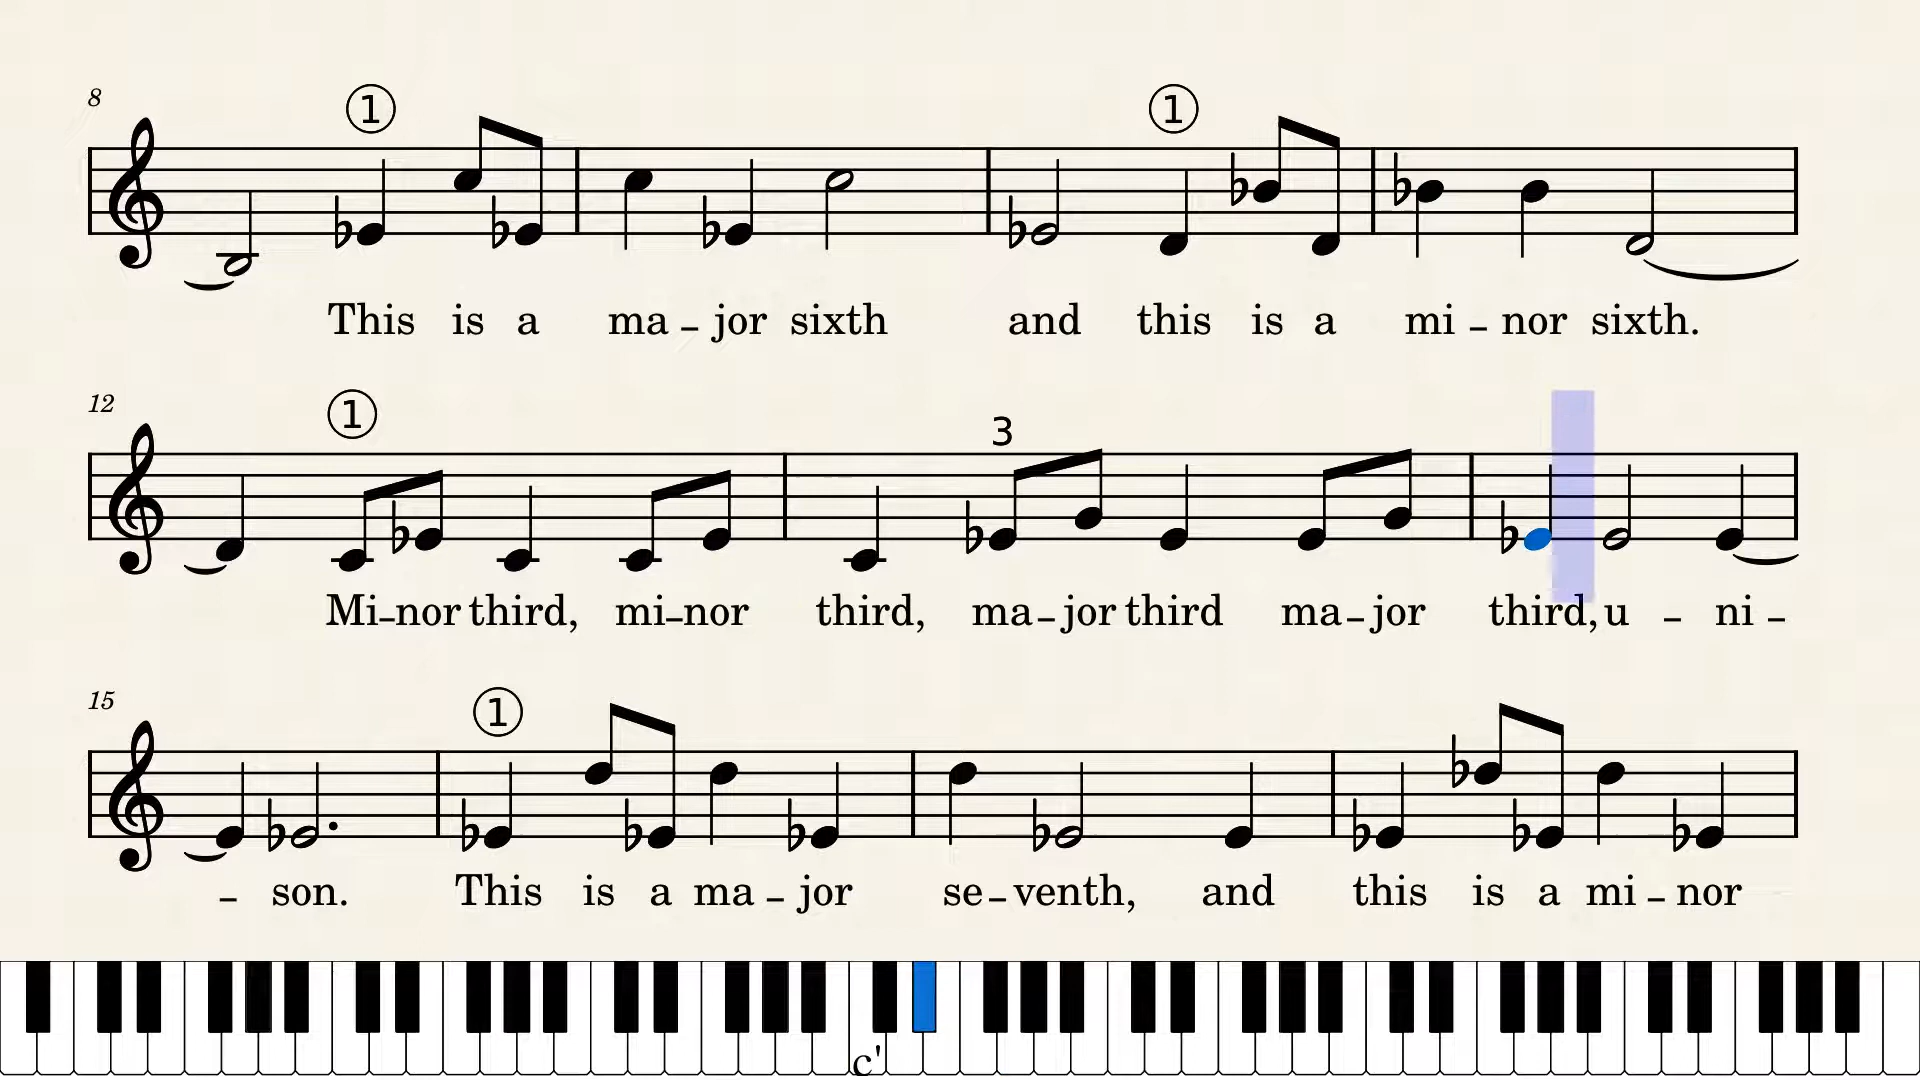 8 ① ①
This is a ma – jor sixth and this is a mi – nor sixth.
12 ① 3
Mi–nor third, mi–nor third, ma–jor third ma–jor third, u – ni –
15 ①
– son. This is a ma – jor se–venth, and this is a mi – nor
c'